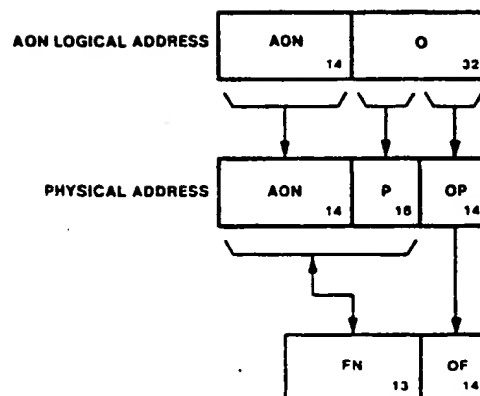 AON LOGICAL ADDRESS
AON
14
O
32
PHYSICAL ADDRESS
AON
14
P
18
OP
14
FN
13
OF
14